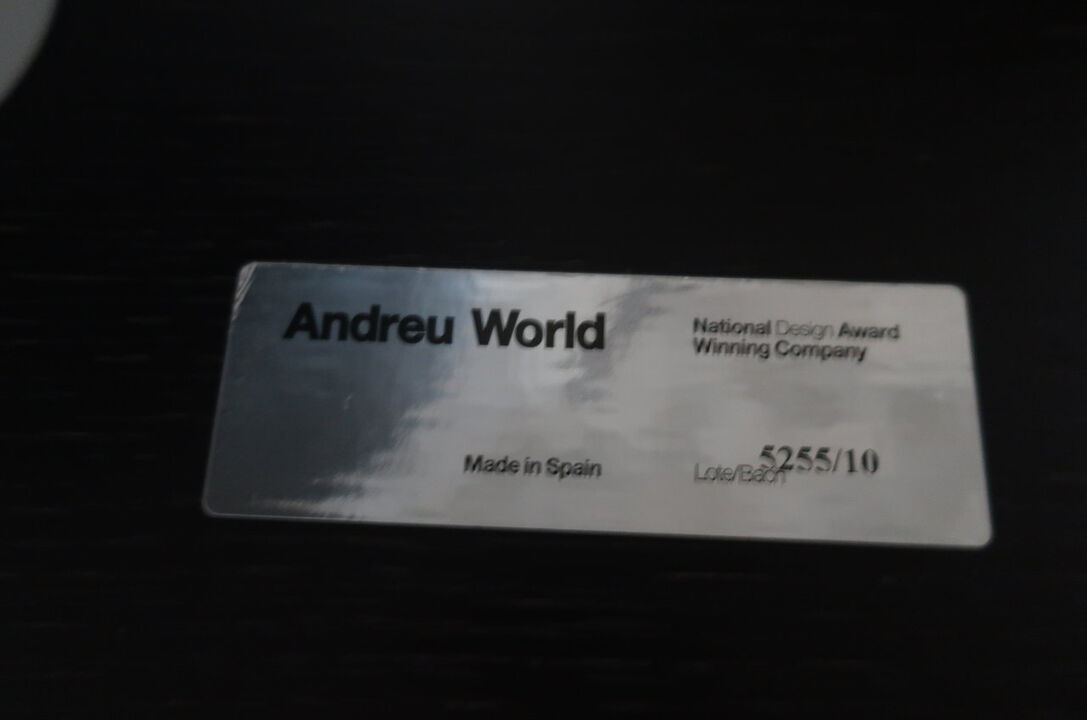 Andreu World
National Design Award
Winning Company
Made in Spain
Lote/Bach 5255/10